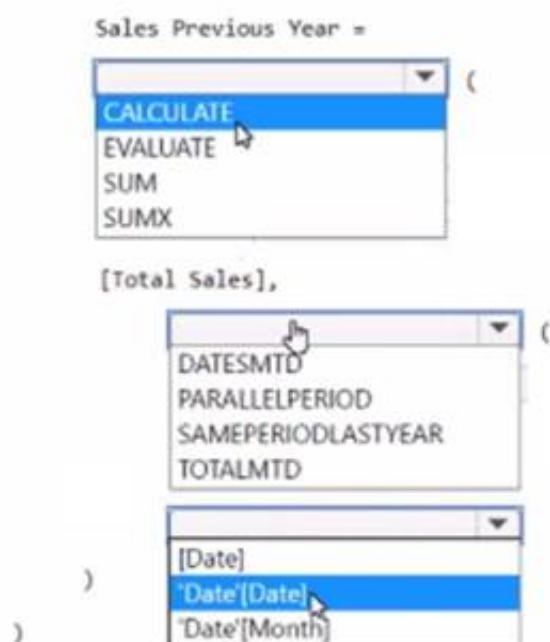 Sales Previous Year =
(
CALCULATE
EVALUATE
SUM
SUMX
[Total Sales],
(
DATESMTD
PARALLELPERIOD
SAMEPERIODLASTYEAR
TOTALMTD
[Date]
)
'Date'[Date]
'Date'[Month]
)